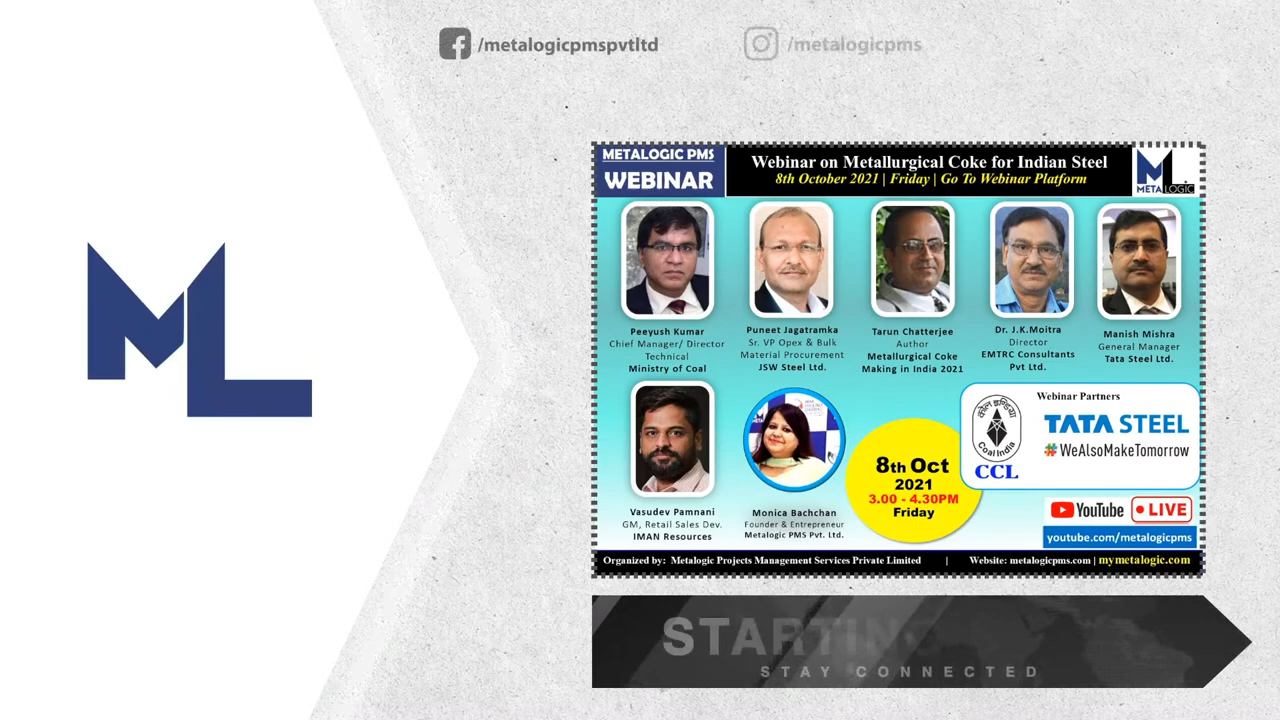 /metalogicpmspvtltd
/metalogicpms
METALOGIC PMS
WEBINAR
Webinar on Metallurgical Coke for Indian Steel
8th October 2021 | Friday | Go To Webinar Platform
METALOGIC
Peeyush Kumar
Chief Manager/ Director
Technical
Ministry of Coal
Puneet Jagatramka
Sr. VP Opex & Bulk
Material Procurement
JSW Steel Ltd.
Tarun Chatterjee
Author
Metallurgical Coke
Making in India 2021
Dr. J.K.Moitra
Director
EMTRC Consultants
Pvt Ltd.
Manish Mishra
General Manager
Tata Steel Ltd.
Vasudev Pamnani
GM, Retail Sales Dev.
IMAN Resources
Monica Bachchan
Founder & Entrepreneur
Metalogic PMS Pvt. Ltd.
8th Oct
2021
3.00 - 4.30PM
Friday
Webinar Partners
कोल इण्डिया
Coal India
CCL
TATA STEEL
#WeAlsoMakeTomorrow
YouTube LIVE
youtube.com/metalogicpms
Organized by: Metalogic Projects Management Services Private Limited | Website: metalogicpms.com | mymetalogic.com
STARTIN
STAY CONNECTED
ML